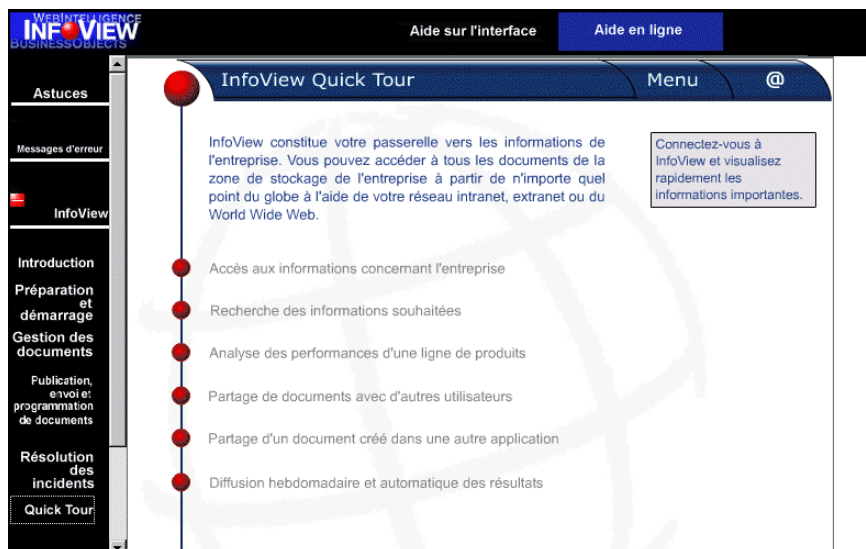 WEBINTELLIGENCE
INFOVIEW
BUSINESSOBJECTS
Aide sur l'interface
Aide en ligne
Astuces
Messages d'erreur
InfoView
Introduction
Préparation
et
démarrage
Gestion des
documents
Publication,
envoi et
programmation
de documents
Résolution
des
incidents
Quick Tour
InfoView Quick Tour
Menu
@
InfoView constitue votre passerelle vers les informations de
l'entreprise. Vous pouvez accéder à tous les documents de la
zone de stockage de l'entreprise à partir de n'importe quel
point du globe à l'aide de votre réseau intranet, extranet ou du
World Wide Web.
Connectez-vous à
InfoView et visualisez
rapidement les
informations importantes.
Accès aux informations concernant l'entreprise
Recherche des informations souhaitées
Analyse des performances d'une ligne de produits
Partage de documents avec d'autres utilisateurs
Partage d'un document créé dans une autre application
Diffusion hebdomadaire et automatique des résultats